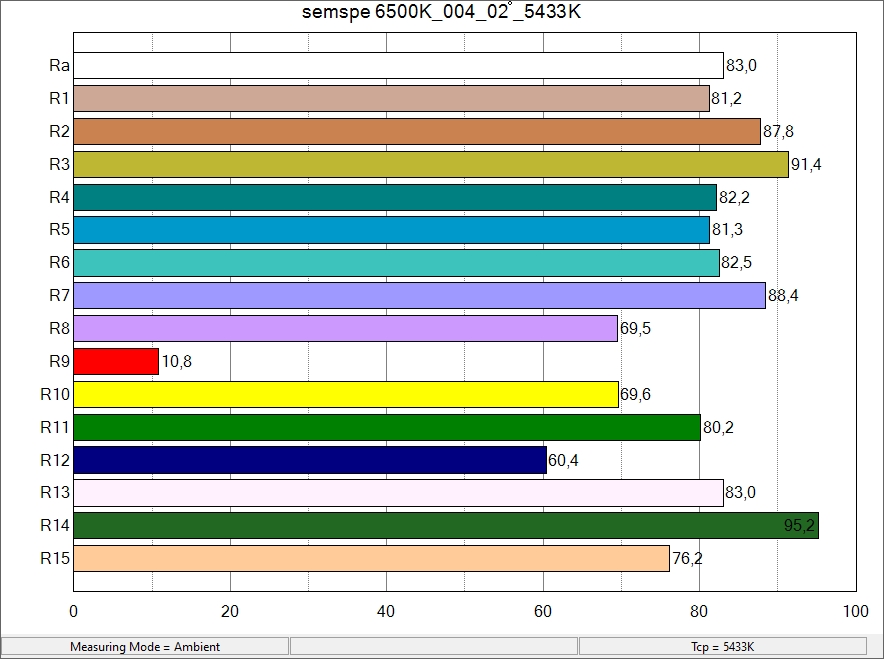 semspe 6500K_004_02°_5433K
Ra 83,0
R1 81,2
R2 87,8
R3 91,4
R4 82,2
R5 81,3
R6 82,5
R7 88,4
R8 69,5
R9 10,8
R10 69,6
R11 80,2
R12 60,4
R13 83,0
R14 95,2
R15 76,2
0 20 40 60 80 100
Measuring Mode = Ambient Tcp = 5433K